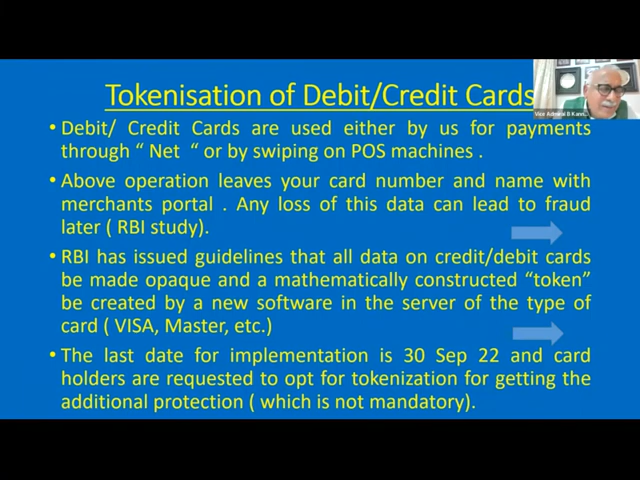 Tokenisation of Debit/Credit Cards
• Debit/ Credit Cards are used either by us for payments
through “ Net “ or by swiping on POS machines .
• Above operation leaves your card number and name with
merchants portal . Any loss of this data can lead to fraud
later ( RBI study).
• RBI has issued guidelines that all data on credit/debit cards
be made opaque and a mathematically constructed “token”
be created by a new software in the server of the type of
card ( VISA, Master, etc.)
• The last date for implementation is 30 Sep 22 and card
holders are requested to opt for tokenization for getting the
additional protection ( which is not mandatory).
Vice Admiral B